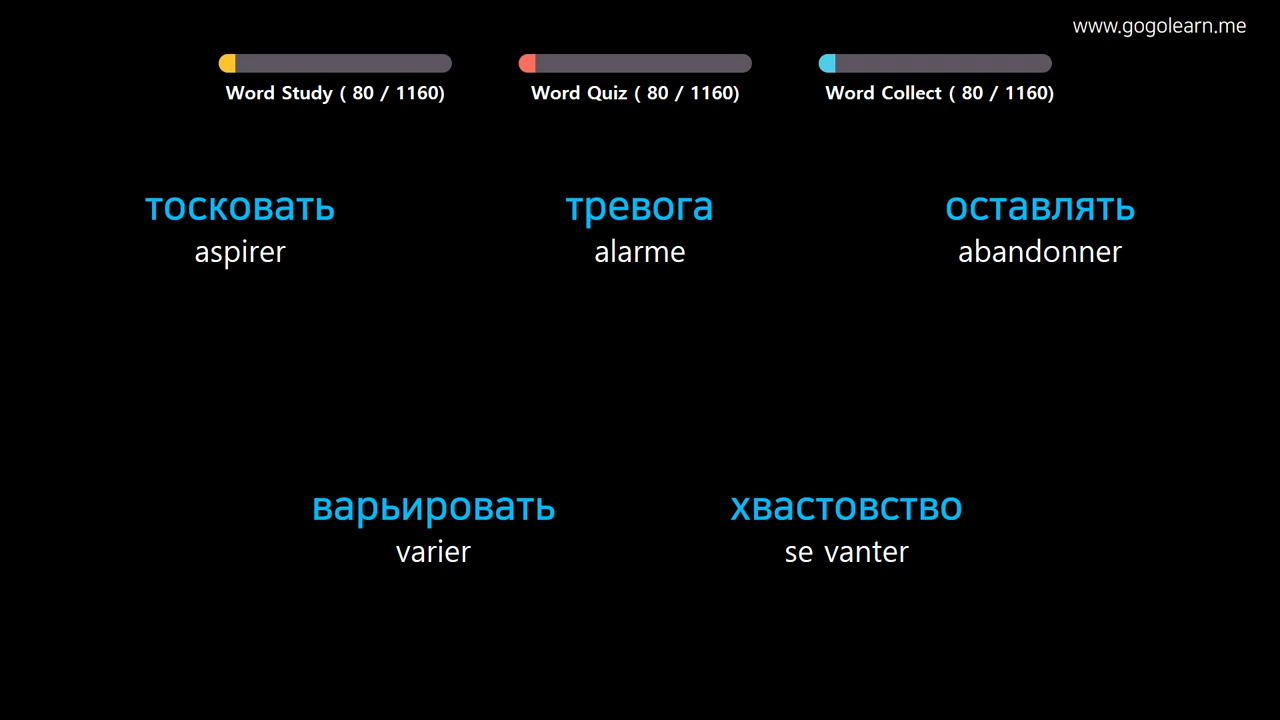 www.gogolearn.me
Word Study ( 80 / 1160)
Word Quiz ( 80 / 1160)
Word Collect ( 80 / 1160)
тосковать
aspirer
тревога
alarme
оставлять
abandonner
варьировать
varier
хвастовство
se vanter